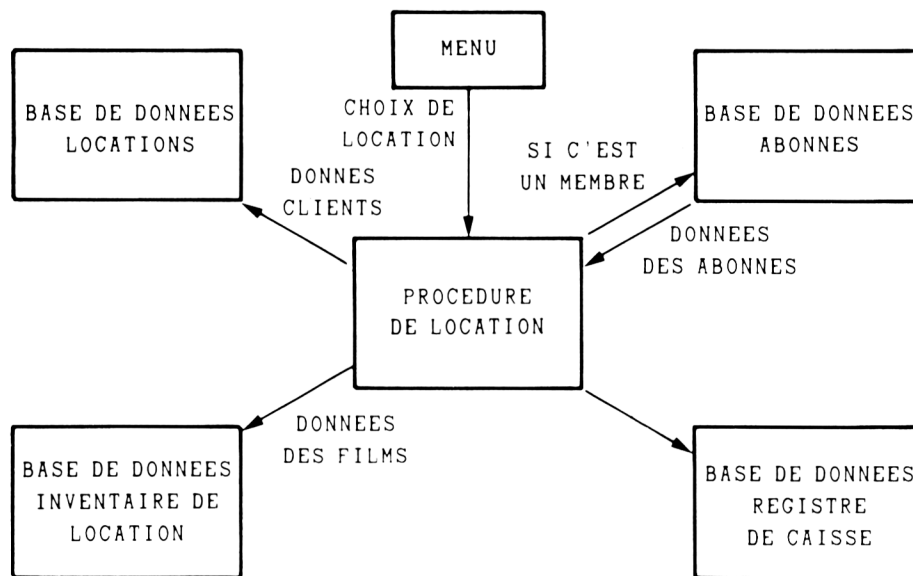 MENU
BASE DE DONNEES
LOCATIONS
CHOIX DE
LOCATION
BASE DE DONNEES
ABONNES
SI C'EST
UN MEMBRE
DONNES
CLIENTS
DONNEES
DES ABONNES
PROCEDURE
DE LOCATION
DONNEES
DES FILMS
BASE DE DONNEES
INVENTAIRE DE
LOCATION
BASE DE DONNEES
REGISTRE
DE CAISSE